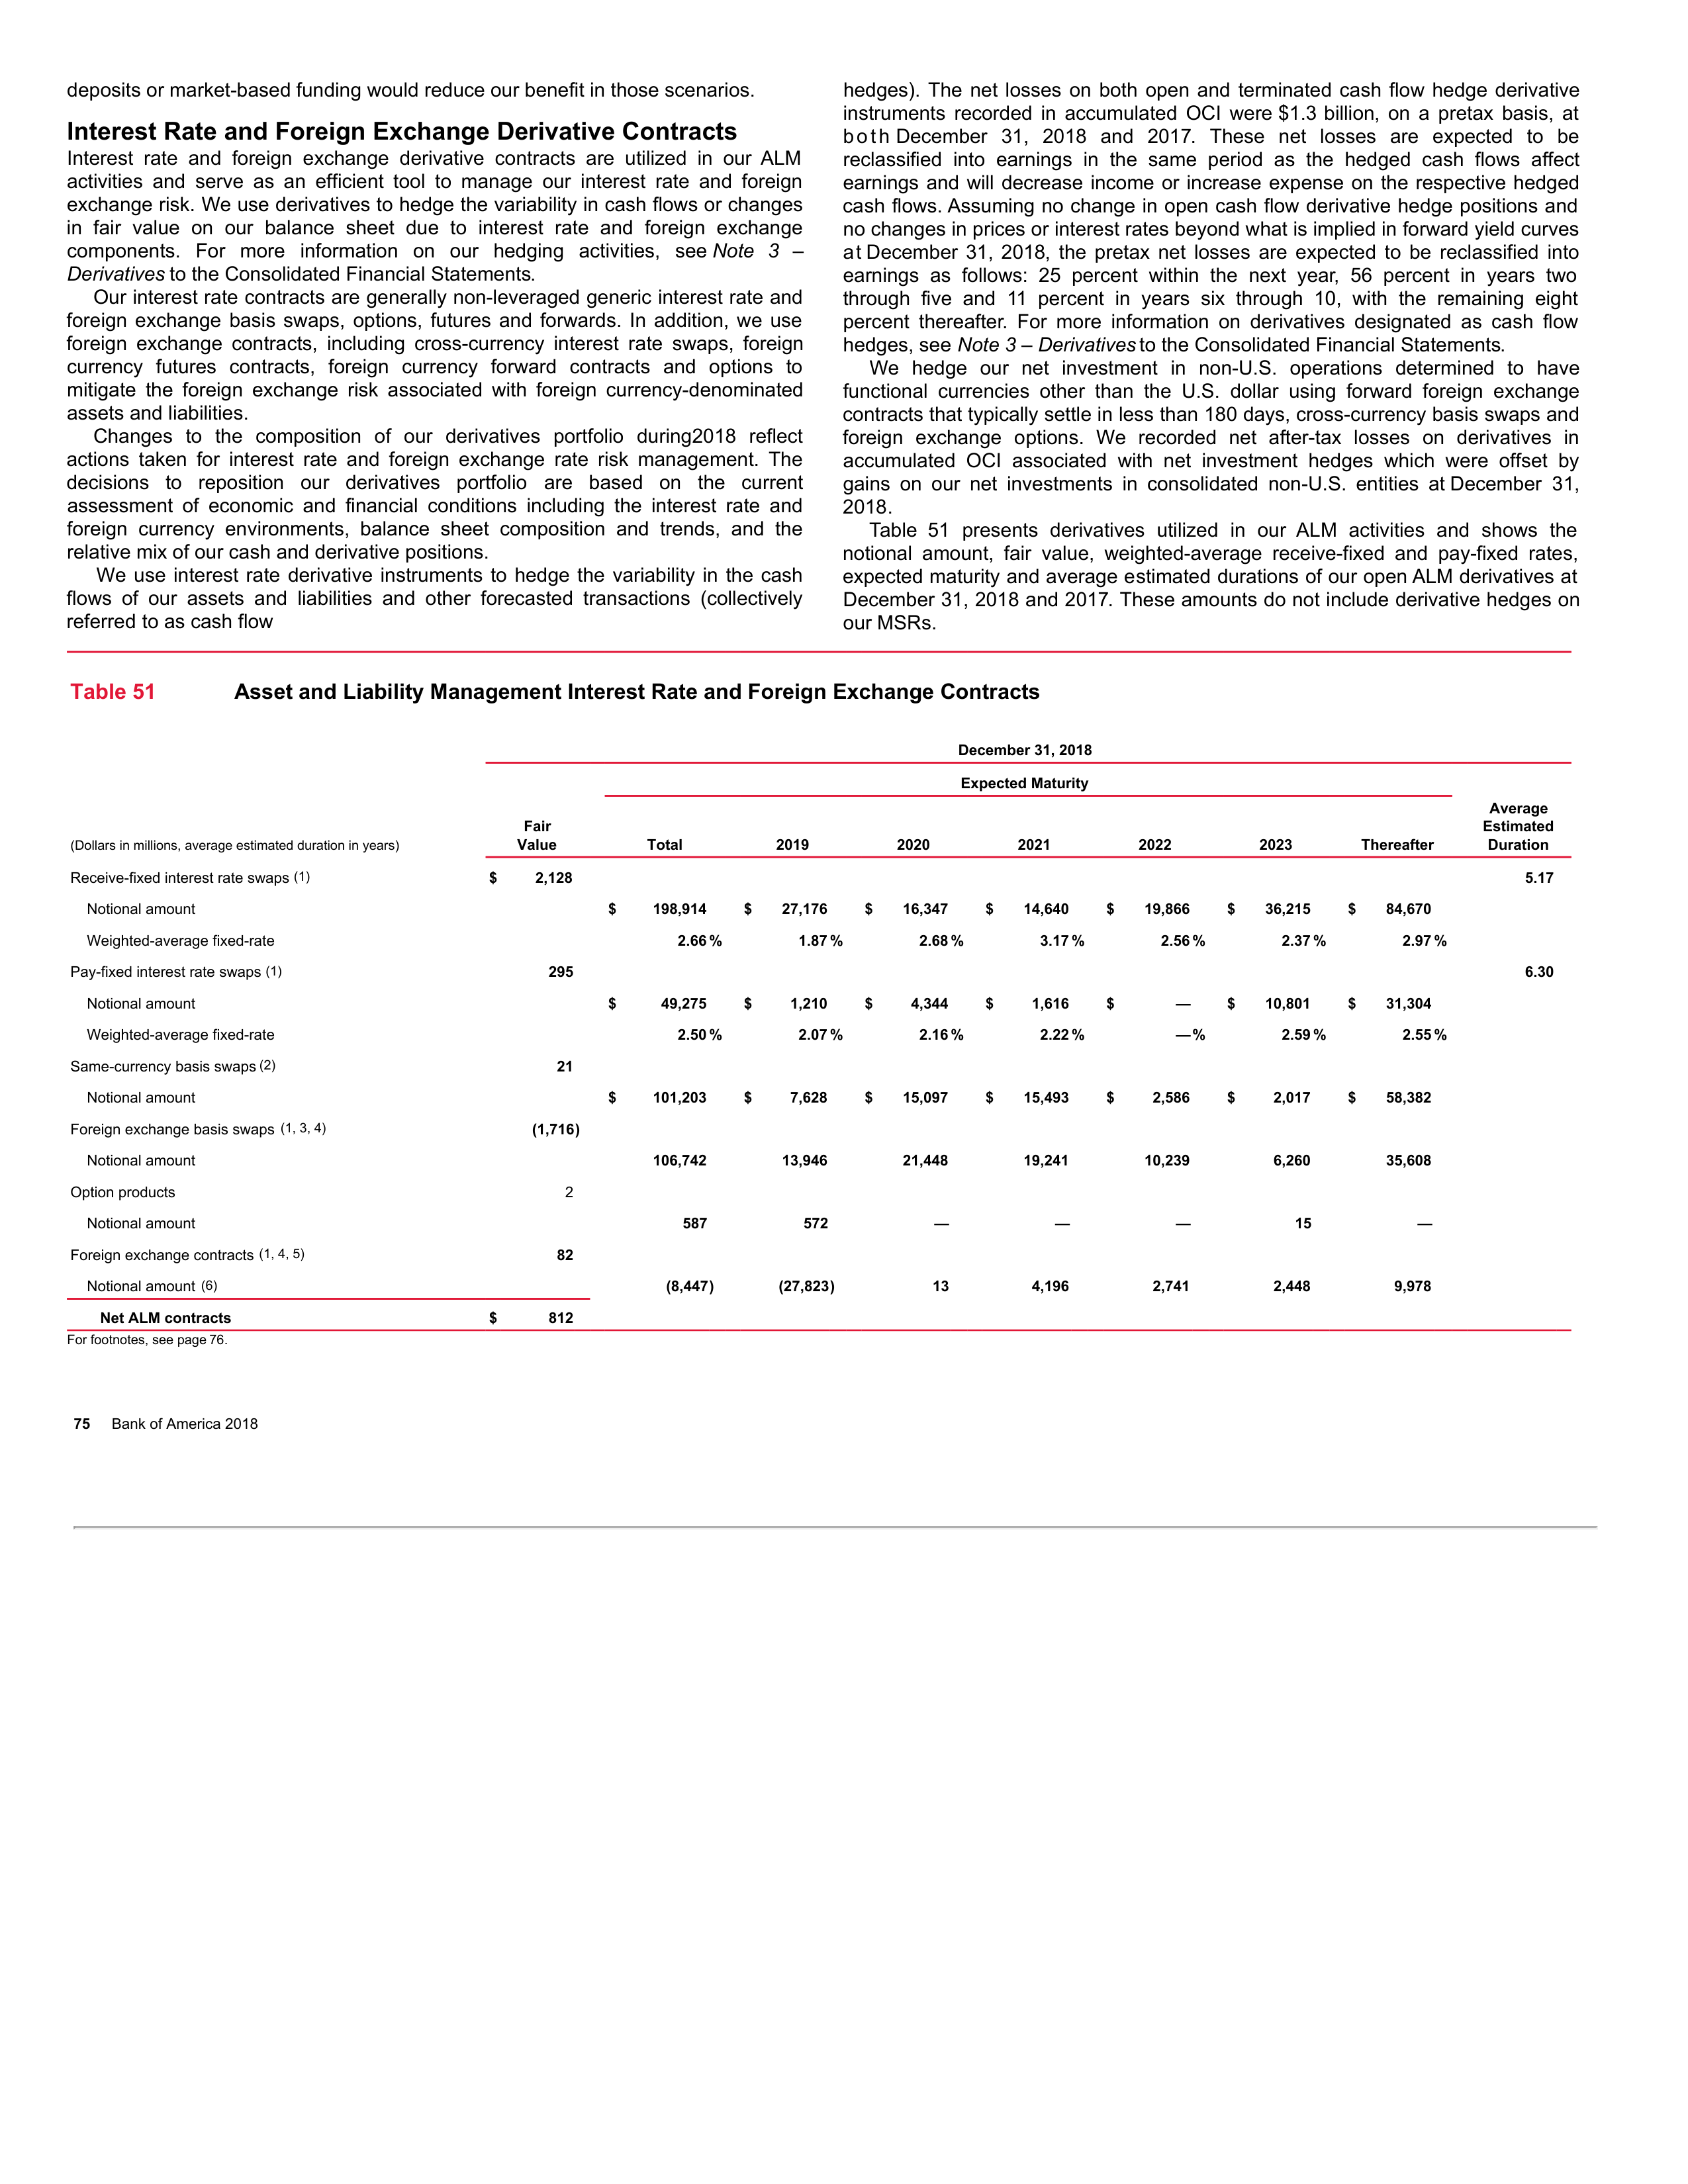 deposits or market-based funding would reduce our benefit in those scenarios.
Interest Rate and Foreign Exchange Derivative Contracts
Interest rate and foreign exchange derivative contracts are utilized in our ALM
activities and serve as an efficient tool to manage our interest rate and foreign
exchange risk. We use derivatives to hedge the variability in cash flows or changes
in fair value on our balance sheet due to interest rate and foreign exchange
components. For more information on our hedging activities, see Note 3 –
Derivatives to the Consolidated Financial Statements.
Our interest rate contracts are generally non-leveraged generic interest rate and
foreign exchange basis swaps, options, futures and forwards. In addition, we use
foreign exchange contracts, including cross-currency interest rate swaps, foreign
currency futures contracts, foreign currency forward contracts and options to
mitigate the foreign exchange risk associated with foreign currency-denominated
assets and liabilities.
Changes to the composition of our derivatives portfolio during2018 reflect
actions taken for interest rate and foreign exchange rate risk management. The
decisions to reposition our derivatives portfolio are based on the current
assessment of economic and financial conditions including the interest rate and
foreign currency environments, balance sheet composition and trends, and the
relative mix of our cash and derivative positions.
We use interest rate derivative instruments to hedge the variability in the cash
flows of our assets and liabilities and other forecasted transactions (collectively
referred to as cash flow
hedges). The net losses on both open and terminated cash flow hedge derivative
instruments recorded in accumulated OCI were $1.3 billion, on a pretax basis, at
both December 31, 2018 and 2017. These net losses are expected to be
reclassified into earnings in the same period as the hedged cash flows affect
earnings and will decrease income or increase expense on the respective hedged
cash flows. Assuming no change in open cash flow derivative hedge positions and
no changes in prices or interest rates beyond what is implied in forward yield curves
at December 31, 2018, the pretax net losses are expected to be reclassified into
earnings as follows: 25 percent within the next year, 56 percent in years two
through five and 11 percent in years six through 10, with the remaining eight
percent thereafter. For more information on derivatives designated as cash flow
hedges, see Note 3 – Derivatives to the Consolidated Financial Statements.
We hedge our net investment in non-U.S. operations determined to have
functional currencies other than the U.S. dollar using forward foreign exchange
contracts that typically settle in less than 180 days, cross-currency basis swaps and
foreign exchange options. We recorded net after-tax losses on derivatives in
accumulated OCI associated with net investment hedges which were offset by
gains on our net investments in consolidated non-U.S. entities at December 31,
2018.
Table 51 presents derivatives utilized in our ALM activities and shows the
notional amount, fair value, weighted-average receive-fixed and pay-fixed rates,
expected maturity and average estimated durations of our open ALM derivatives at
December 31, 2018 and 2017. These amounts do not include derivative hedges on
our MSRs.
Table 51 Asset and Liability Management Interest Rate and Foreign Exchange Contracts
December 31, 2018
Expected Maturity
(Dollars in millions, average estimated duration in years) Fair Value Total 2019 2020 2021 2022 2023 Thereafter Average Estimated Duration
Receive-fixed interest rate swaps (1) $ 2,128 5.17
Notional amount $ 198,914 $ 27,176 $ 16,347 $ 14,640 $ 19,866 $ 36,215 $ 84,670
Weighted-average fixed-rate 2.66 % 1.87 % 2.68 % 3.17 % 2.56 % 2.37 % 2.97 %
Pay-fixed interest rate swaps (1) 295 6.30
Notional amount $ 49,275 $ 1,210 $ 4,344 $ 1,616 $ — $ 10,801 $ 31,304
Weighted-average fixed-rate 2.50 % 2.07 % 2.16 % 2.22 % — % 2.59 % 2.55 %
Same-currency basis swaps (2) 21
Notional amount $ 101,203 $ 7,628 $ 15,097 $ 15,493 $ 2,586 $ 2,017 $ 58,382
Foreign exchange basis swaps (1, 3, 4) (1,716)
Notional amount 106,742 13,946 21,448 19,241 10,239 6,260 35,608
Option products 2
Notional amount 587 572 — — — 15 —
Foreign exchange contracts (1, 4, 5) 82
Notional amount (6) (8,447) (27,823) 13 4,196 2,741 2,448 9,978
Net ALM contracts $ 812
For footnotes, see page 76.
75 Bank of America 2018